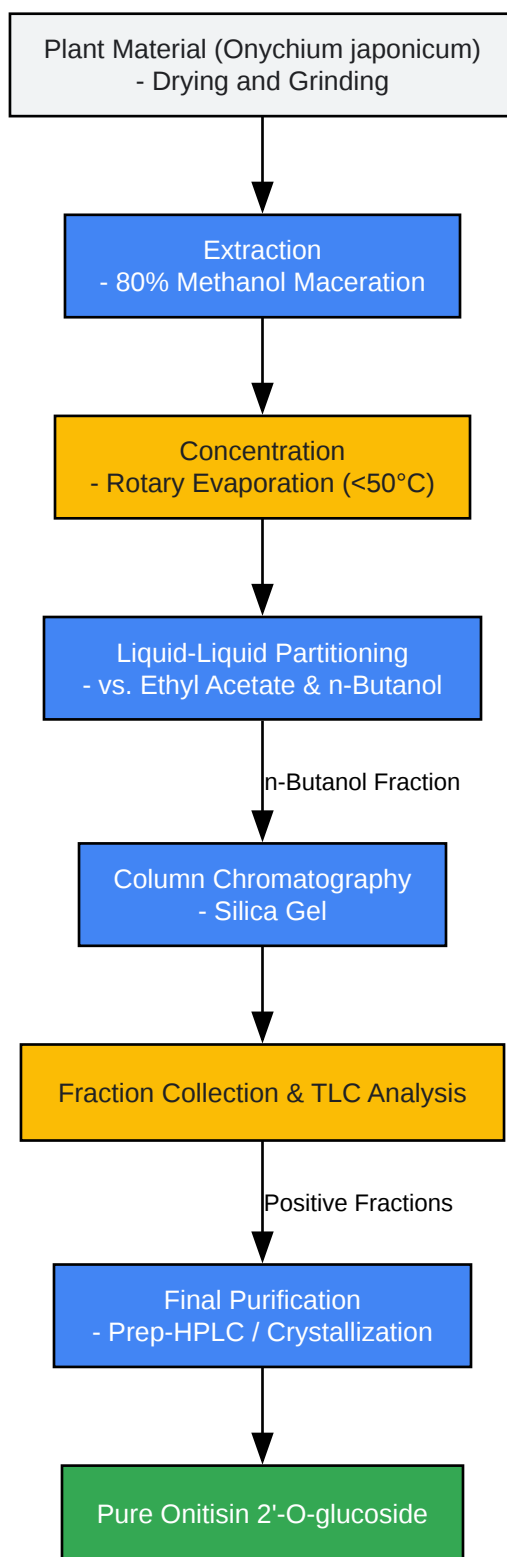 Plant Material (Onychium japonicum)
- Drying and Grinding
Extraction
- 80% Methanol Maceration
Concentration
- Rotary Evaporation (<50°C)
Liquid-Liquid Partitioning
- vs. Ethyl Acetate & n-Butanol
n-Butanol Fraction
Column Chromatography
- Silica Gel
Fraction Collection & TLC Analysis
Positive Fractions
Final Purification
- Prep-HPLC / Crystallization
Pure Onitisin 2'-O-glucoside